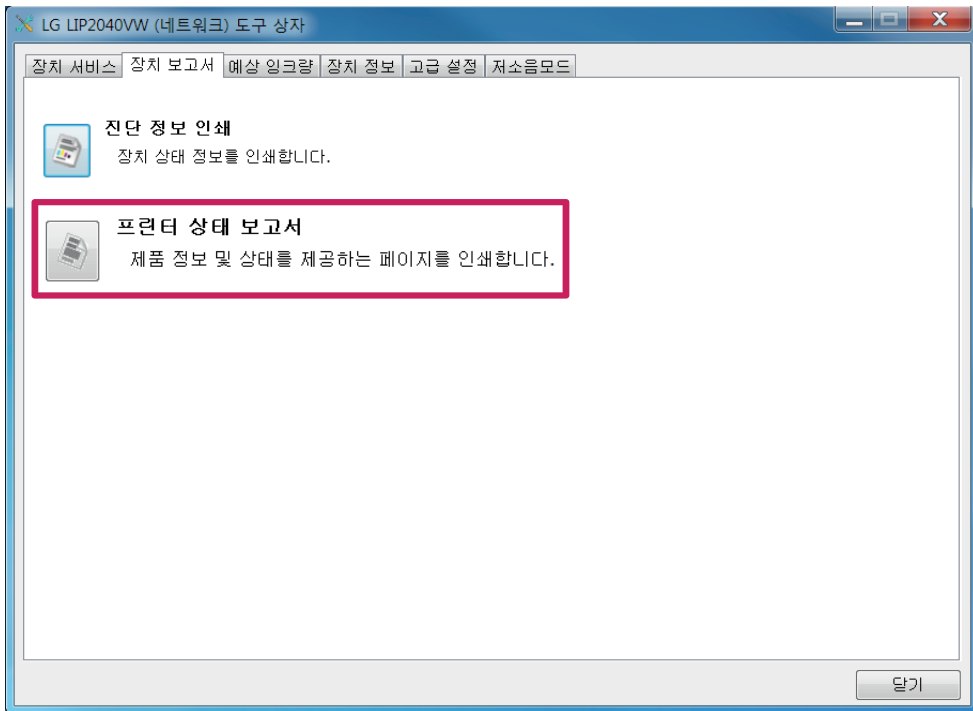 LG LIP2040VW (네트워크) 도구 상자
장치 서비스 장치 보고서 예상 잉크량 장치 정보 고급 설정 저소음모드
진단 정보 인쇄
장치 상태 정보를 인쇄합니다.
프린터 상태 보고서
제품 정보 및 상태를 제공하는 페이지를 인쇄합니다.
닫기